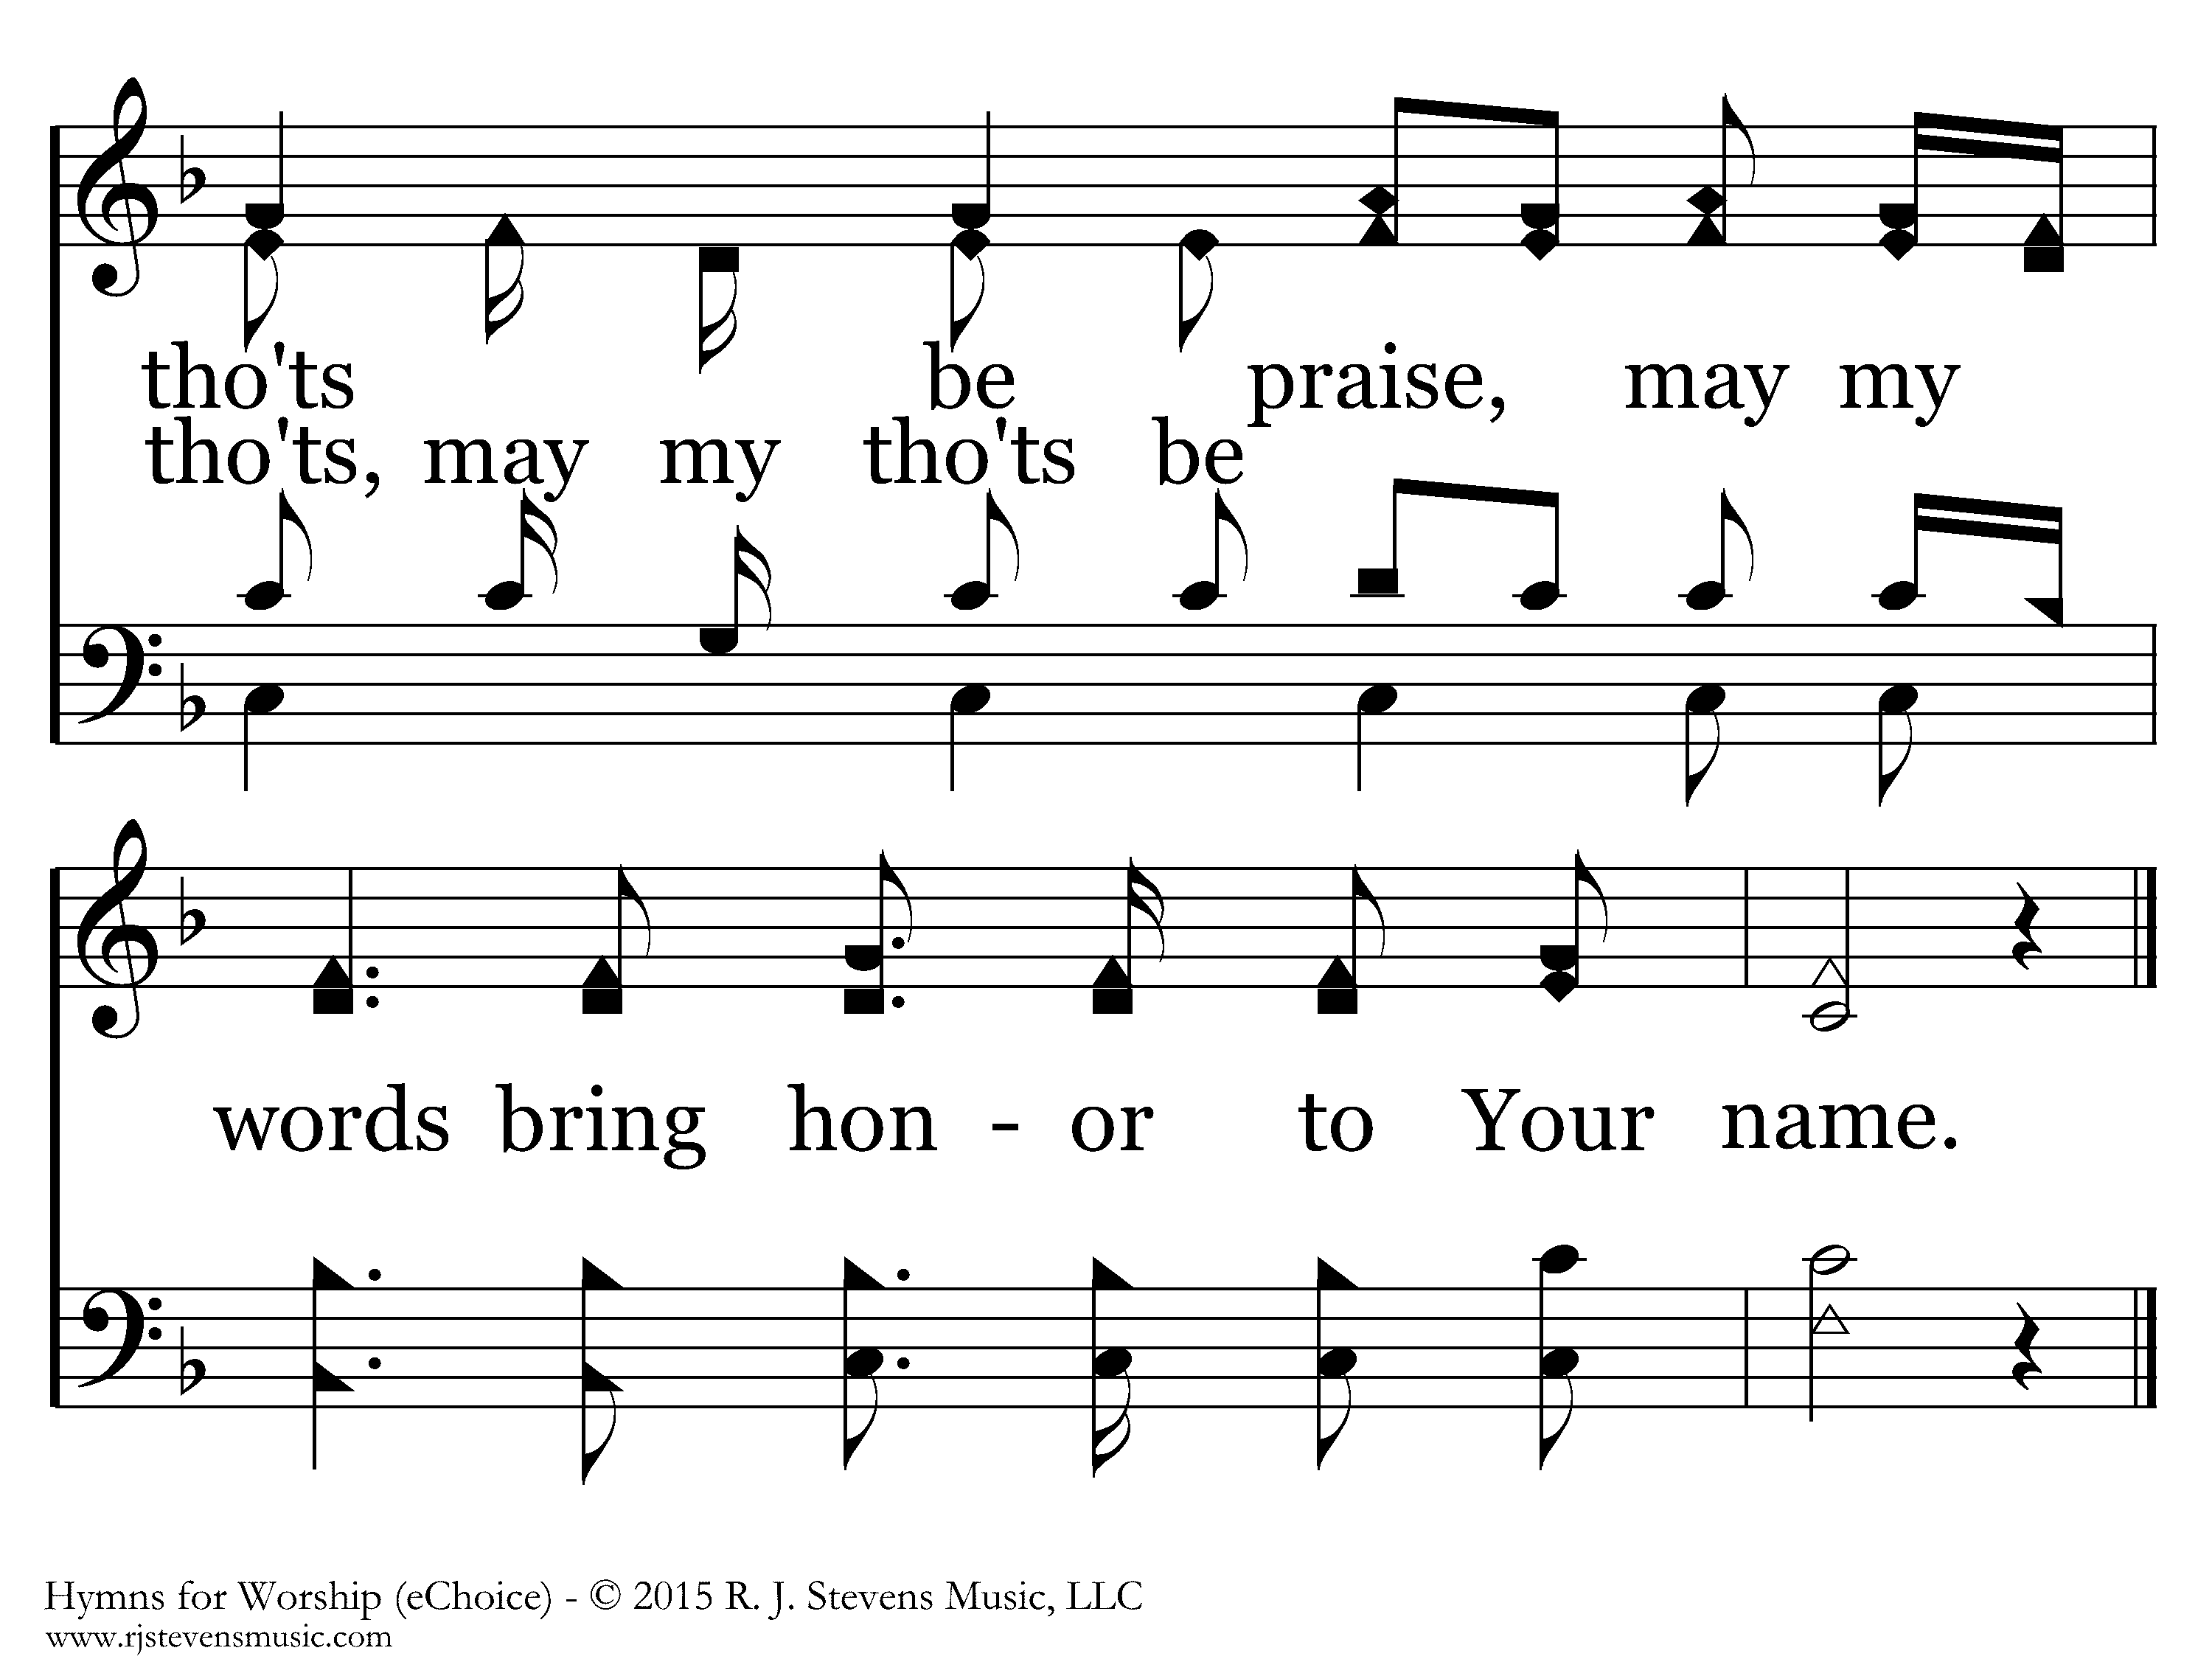 tho'ts be praise, may my
tho'ts, may my tho'ts be
words bring hon - or to Your name.
Hymns for Worship (eChoice) - © 2015 R. J. Stevens Music, LLC
www.rjstevensmusic.com